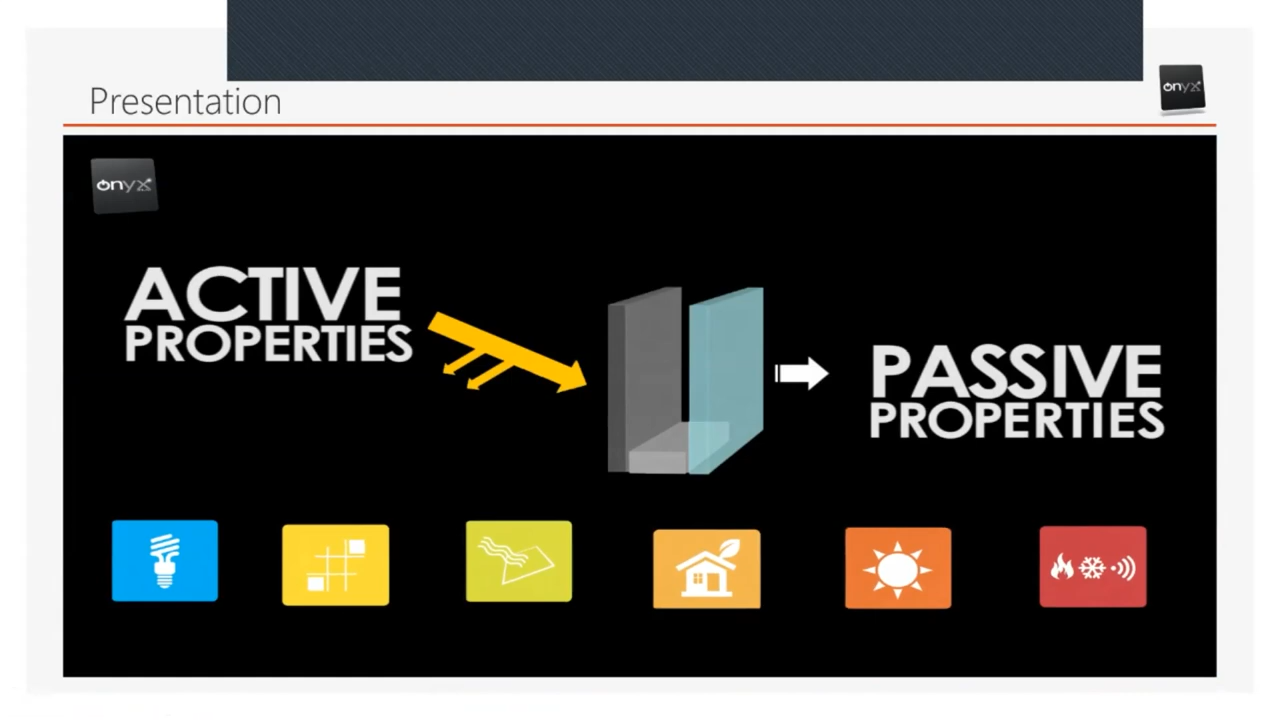 Presentation
onyx
onyx
ACTIVE
PROPERTIES
PASSIVE
PROPERTIES